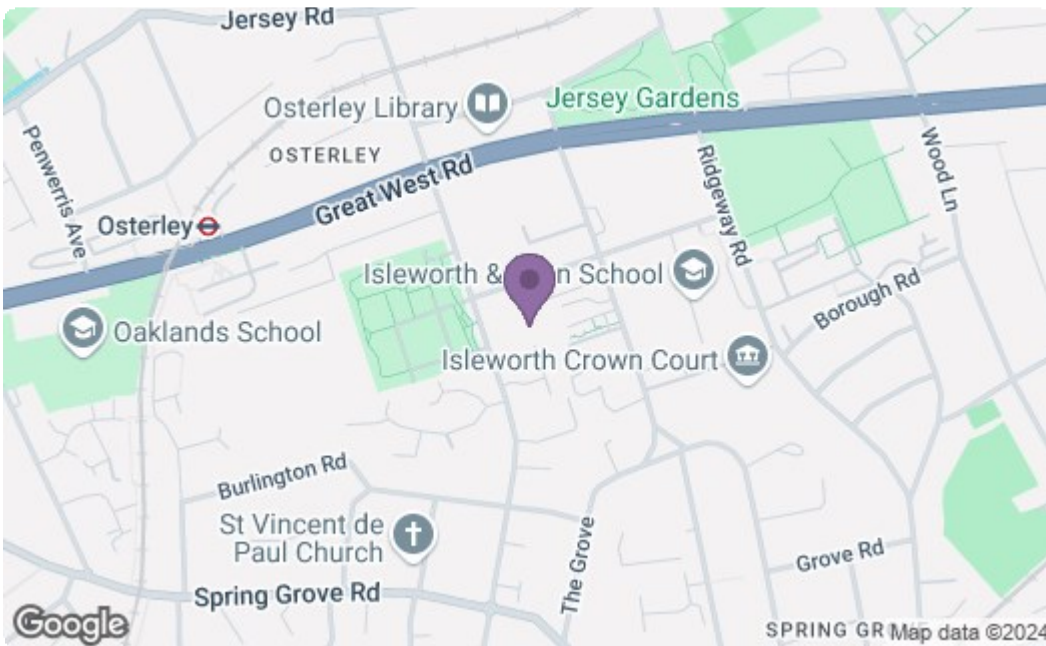 Jersey Rd
Osterley Library
Jersey Gardens
OSTERLEY
Penwerris Ave
Great West Rd
Ridgeway Rd
Wood Ln
Osterley
Isleworth &
n School
Borough Rd
Oaklands School
Isleworth Crown Court
Burlington Rd
St Vincent de
Paul Church
The Grove
Grove Rd
Spring Grove Rd
Google
SPRING GR
Map data ©2024